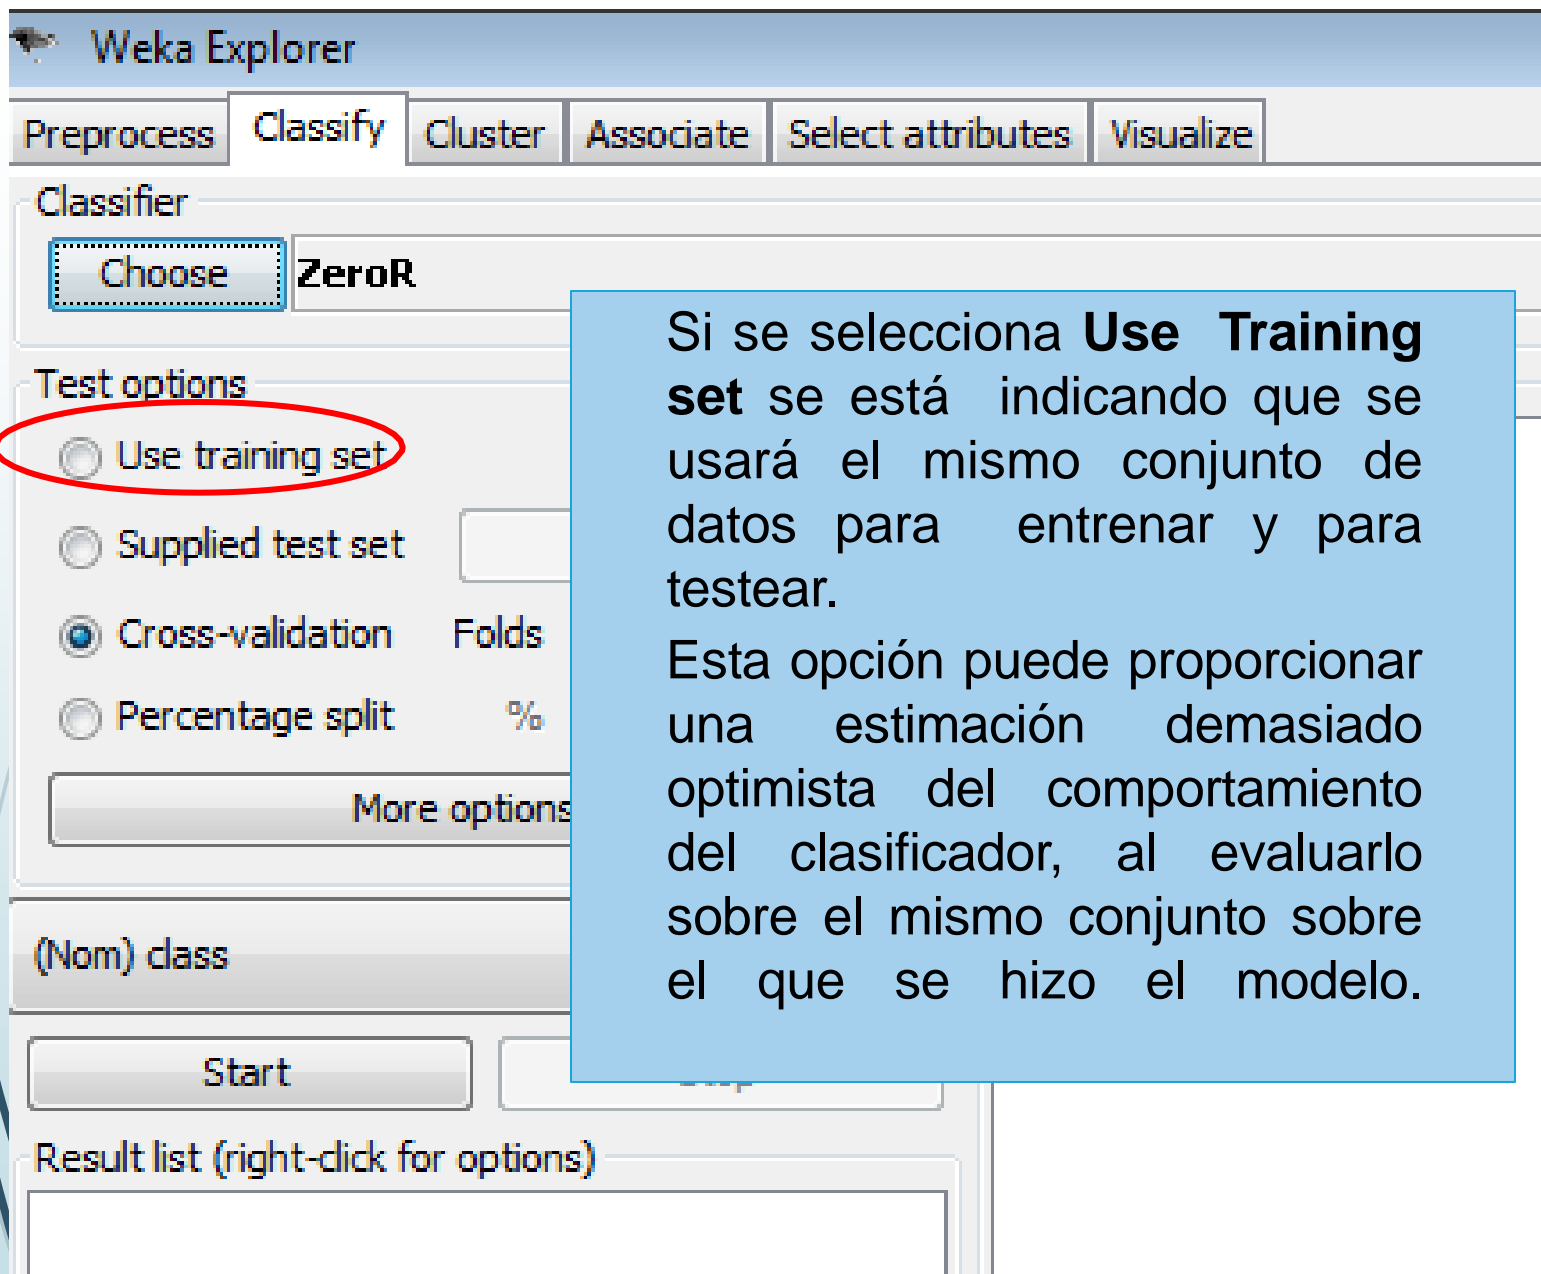 Weka Explorer
Preprocess Classify Cluster Associate Select attributes Visualize
Classifier
Choose ZeroR
Test options
Use training set
Supplied test set
Cross-validation Folds
Percentage split %
More options
(Nom) class
Start
Result list (right-click for options)
Si se selecciona Use Training
set se está indicando que se
usará el mismo conjunto de
datos para entrenar y para
testear.
Esta opción puede proporcionar
una estimación demasiado
optimista del comportamiento
del clasificador, al evaluarlo
sobre el mismo conjunto sobre
el que se hizo el modelo.